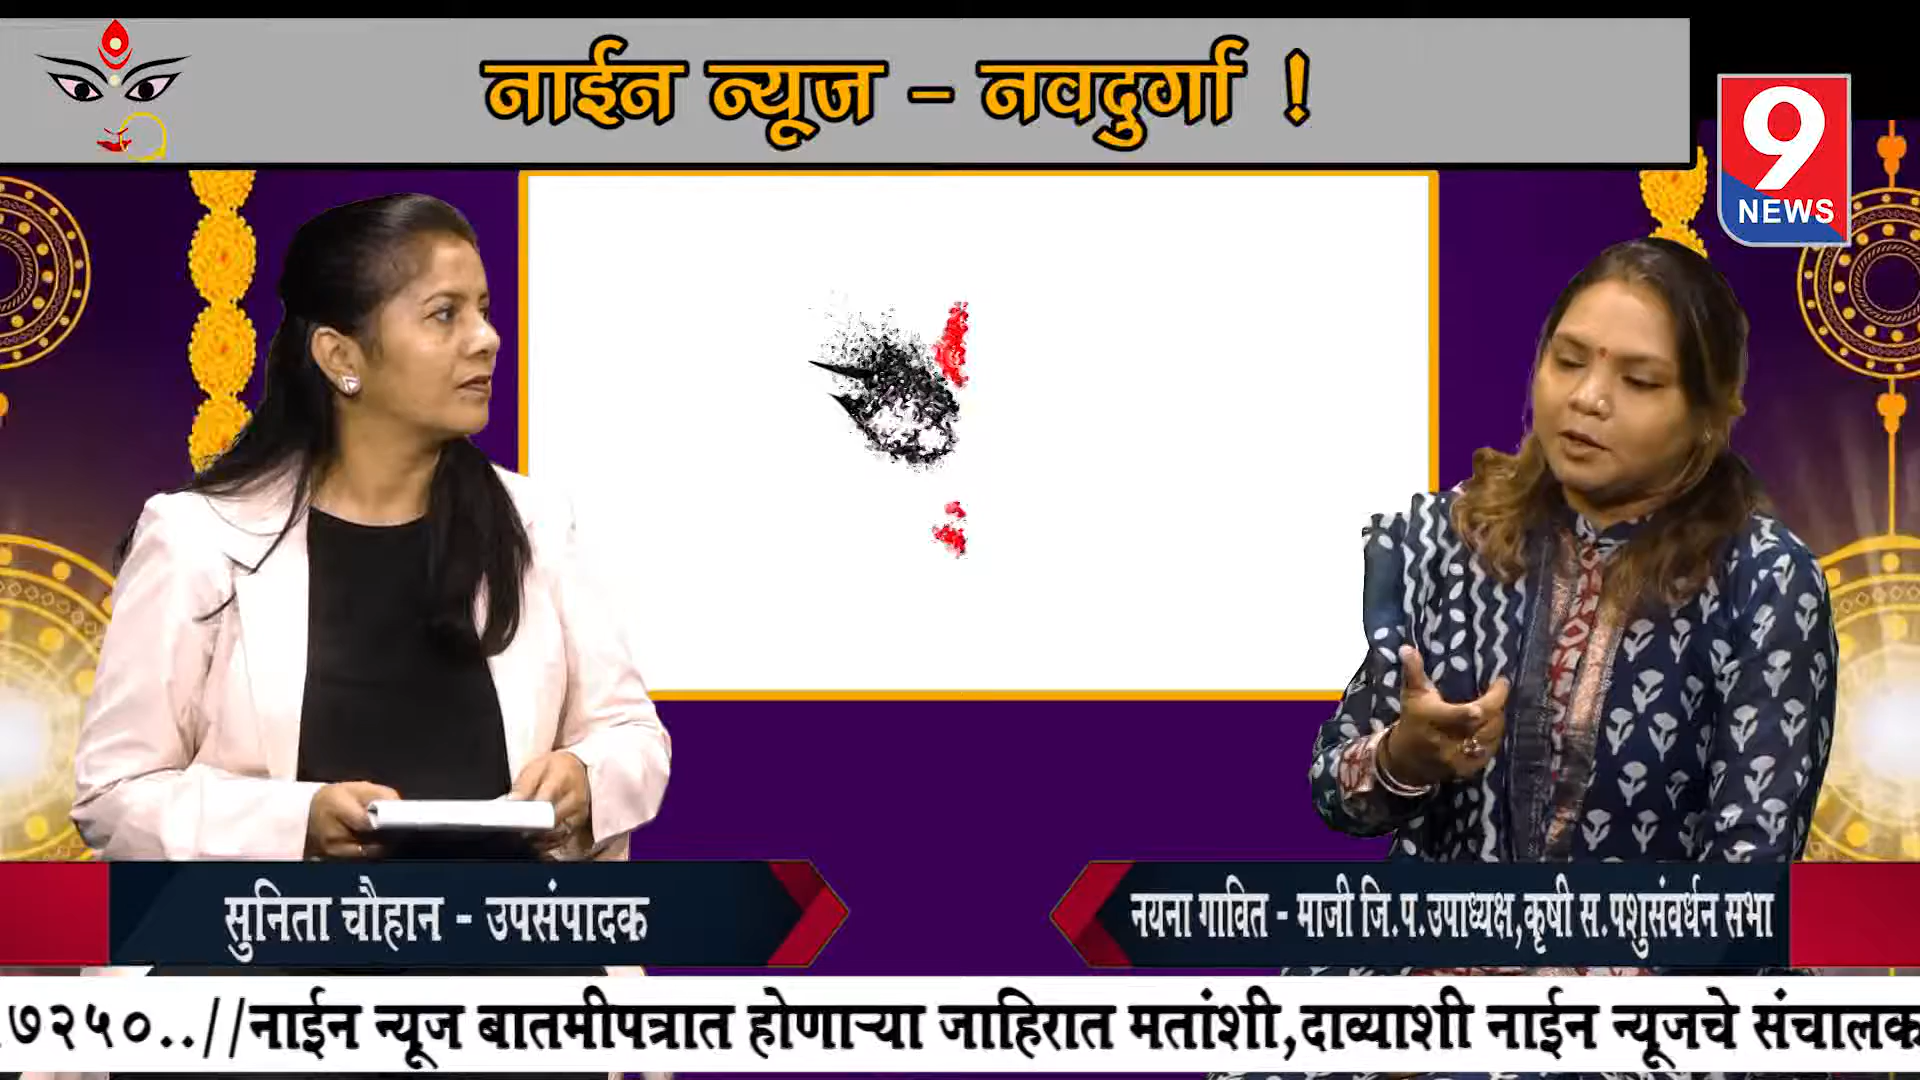 नाईन न्यूज - नवदुर्गा !
9
NEWS
सुनिता चौहान - उपसंपादक
नयना गावित - माजी जि.प.उपाध्यक्ष,कृषी स.पशुसंवर्धन सभा
७२५०..//नाईन न्यूज बातमीपत्रात होणाऱ्या जाहिरात मतांशी,दाव्याशी नाईन न्यूजचे संचालक